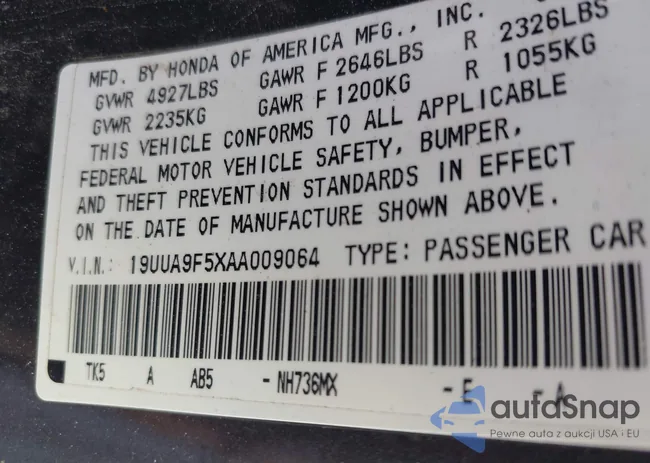 MFD. BY HONDA OF AMERICA MFG., INC.
GVWR 4927LBS GAWR F 2646LBS R 2326LBS
GVWR 2235KG GAWR F 1200KG R 1055KG
THIS VEHICLE CONFORMS TO ALL APPLICABLE
FEDERAL MOTOR VEHICLE SAFETY, BUMPER,
AND THEFT PREVENTION STANDARDS IN EFFECT
ON THE DATE OF MANUFACTURE SHOWN ABOVE.
V.I.N.: 19UUA9F5XAA009064 TYPE: PASSENGER CAR
TK5 A AB5 - NH736MX - E - A
autaSnap
Pewne auta z aukcji USA i EU